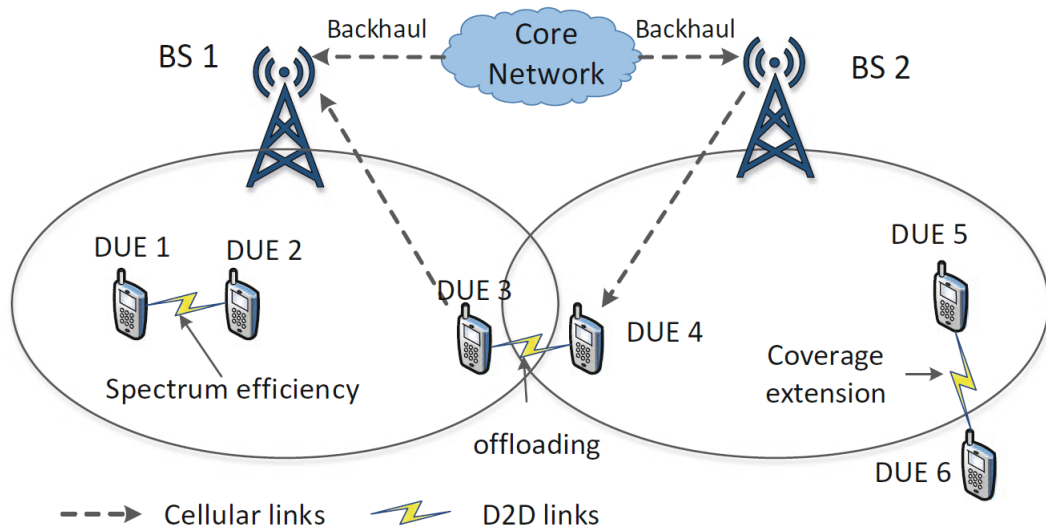 Backhaul
Core
Network
Backhaul
BS 1
BS 2
DUE 1
DUE 2
DUE 3
DUE 4
DUE 5
Spectrum efficiency
Coverage
extension
offloading
DUE 6
Cellular links
D2D links